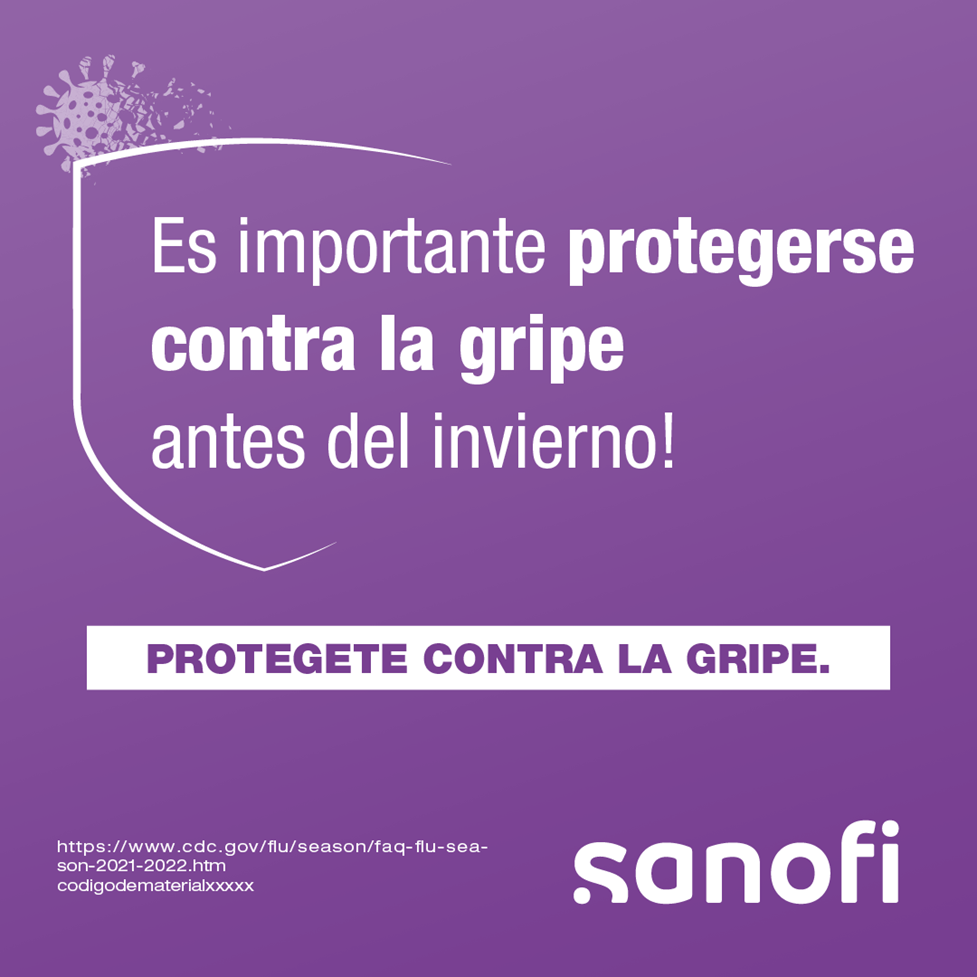 Es importante protegerse
contra la gripe
antes del invierno!
PROTEGETE CONTRA LA GRIPE.
https://www.cdc.gov/flu/season/faq-flu-sea-
son-2021-2022.htm
codigodematerialxxxxx
sanofi